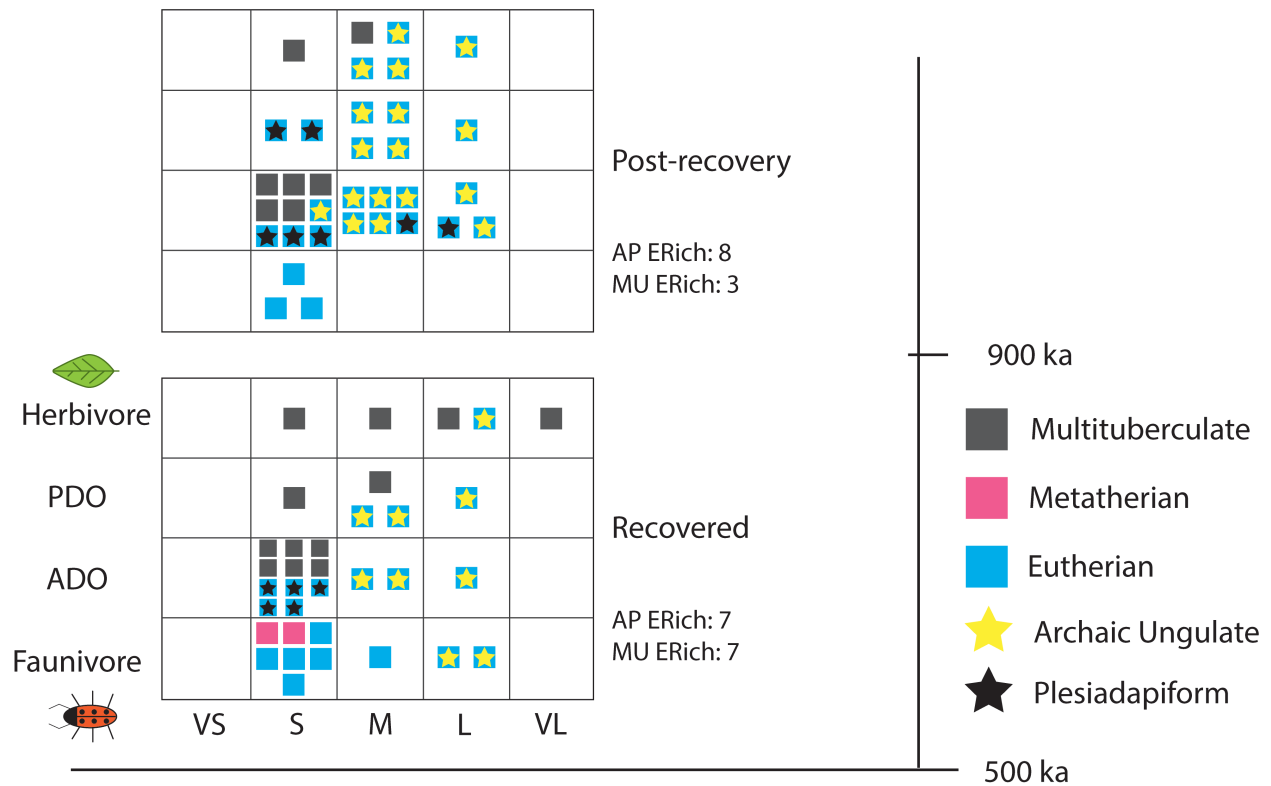 Post-recovery
AP ERich: 8
MU ERich: 3
900 ka
Herbivore
PDO
ADO
Faunivore
Recovered
AP ERich: 7
MU ERich: 7
VS S M L VL
Multituberculate
Metatherian
Eutherian
Archaic Ungulate
Plesiadapiform
500 ka